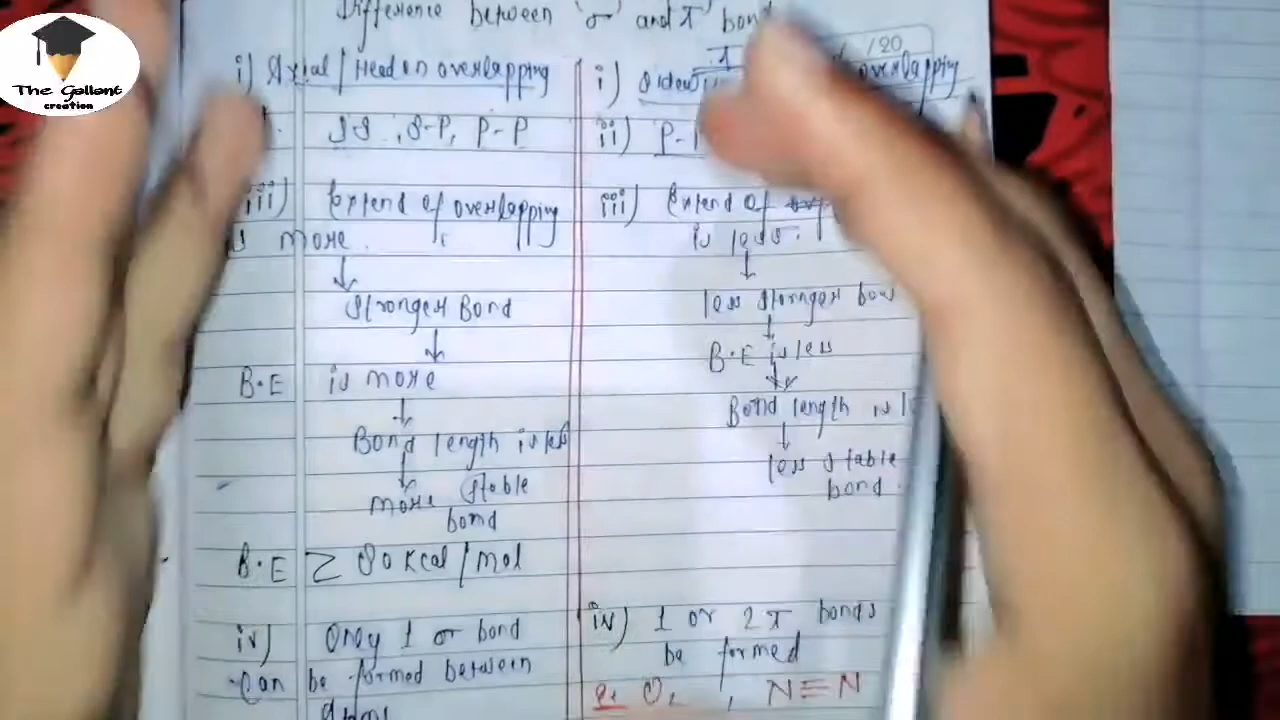 The Gallant
creation
Difference between 'σ' and π bond
i) Axial / Head on overlapping
SS, S-P, P-P
iii) Extend of overlapping
is more.
↓
Stronger Bond
↓
B.E is more
↓
Bond length is less
↓
more stable
bond
B.E ≥ 80 Kcal / mol
iv) Only 1 σ bond
can be formed between
/20
i) overlapping
ii) P-
iii) Extend of
is less.
↓
less stronger
↓
B.E is less
↓
Bond length is
↓
less stable
bond.
iv) 1 or 2 π bonds
be formed
O₂, N≡N